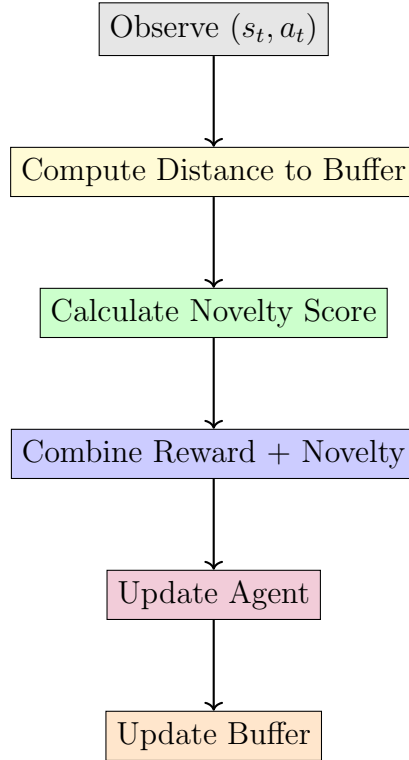 Observe (s_t, a_t)
Compute Distance to Buffer
Calculate Novelty Score
Combine Reward + Novelty
Update Agent
Update Buffer